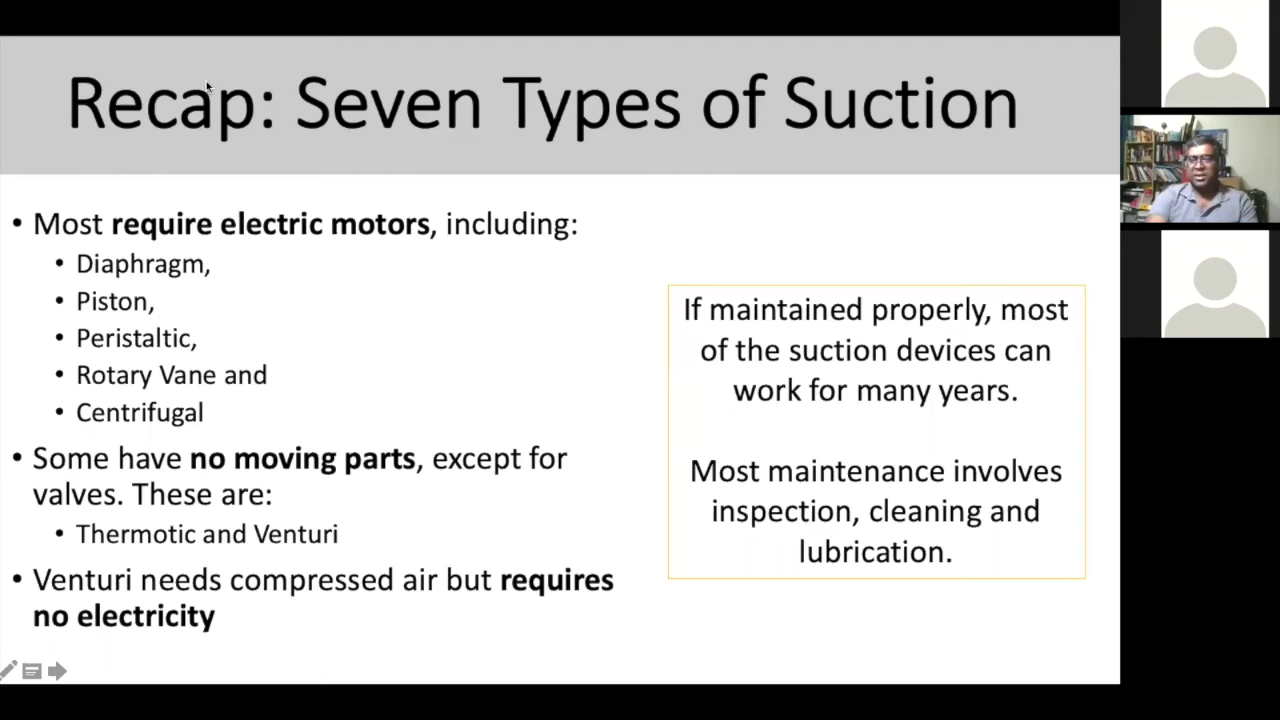 Recap: Seven Types of Suction
• Most require electric motors, including:
• Diaphragm,
• Piston,
• Peristaltic,
• Rotary Vane and
• Centrifugal
• Some have no moving parts, except for
valves. These are:
• Thermotic and Venturi
• Venturi needs compressed air but requires
no electricity
If maintained properly, most
of the suction devices can
work for many years.
Most maintenance involves
inspection, cleaning and
lubrication.